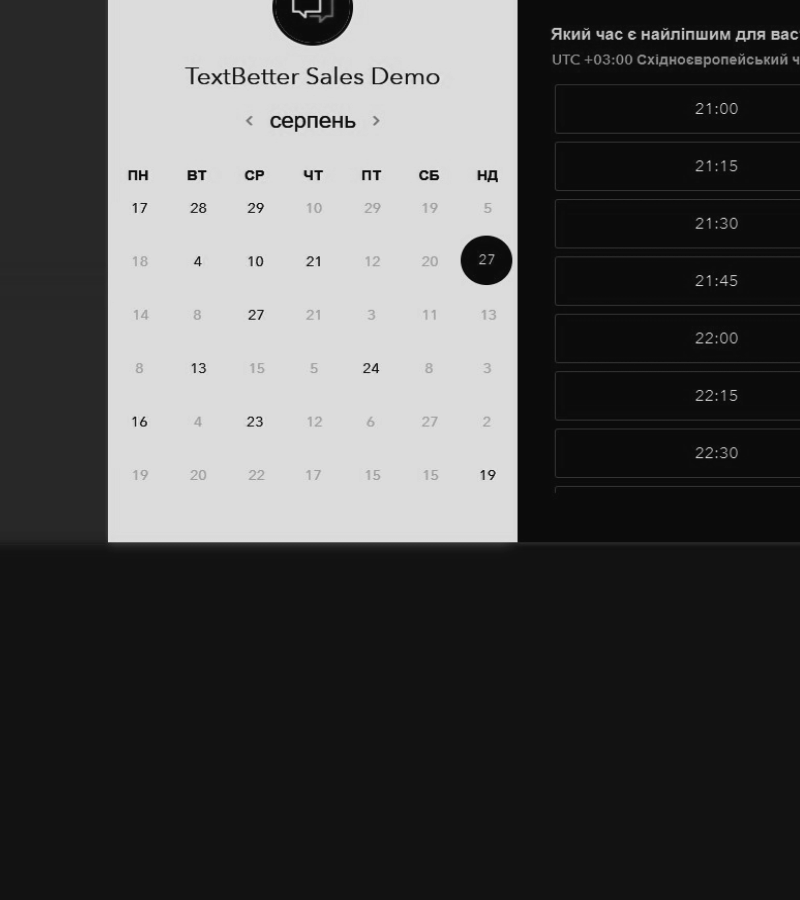 TextBetter Sales Demo
‹ серпень ›
ПН ВТ СР ЧТ ПТ СБ НД
17 28 29 10 29 19 5
18 4 10 21 12 20 27
14 8 27 21 3 11 13
8 13 15 5 24 8 3
16 4 23 12 6 27 2
19 20 22 17 15 15 19
Який час є найліпшим для вас
UTC +03:00 Східноєвропейський ч
21:00
21:15
21:30
21:45
22:00
22:15
22:30